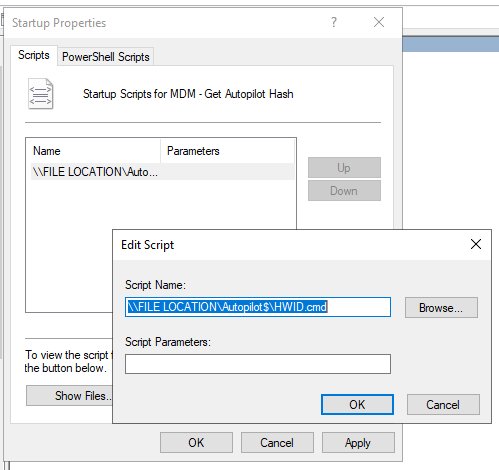 Startup Properties
Scripts
PowerShell Scripts
Startup Scripts for MDM - Get Autopilot Hash
Name
Parameters
\\FILE LOCATION\Auto...
Up
Down
Edit Script
Script Name:
\\FILE LOCATION\Autopilot$\HWID.cmd
Browse...
Script Parameters:
OK
Cancel
To view the script f
the button below.
Show Files..
OK
Cancel
Apply